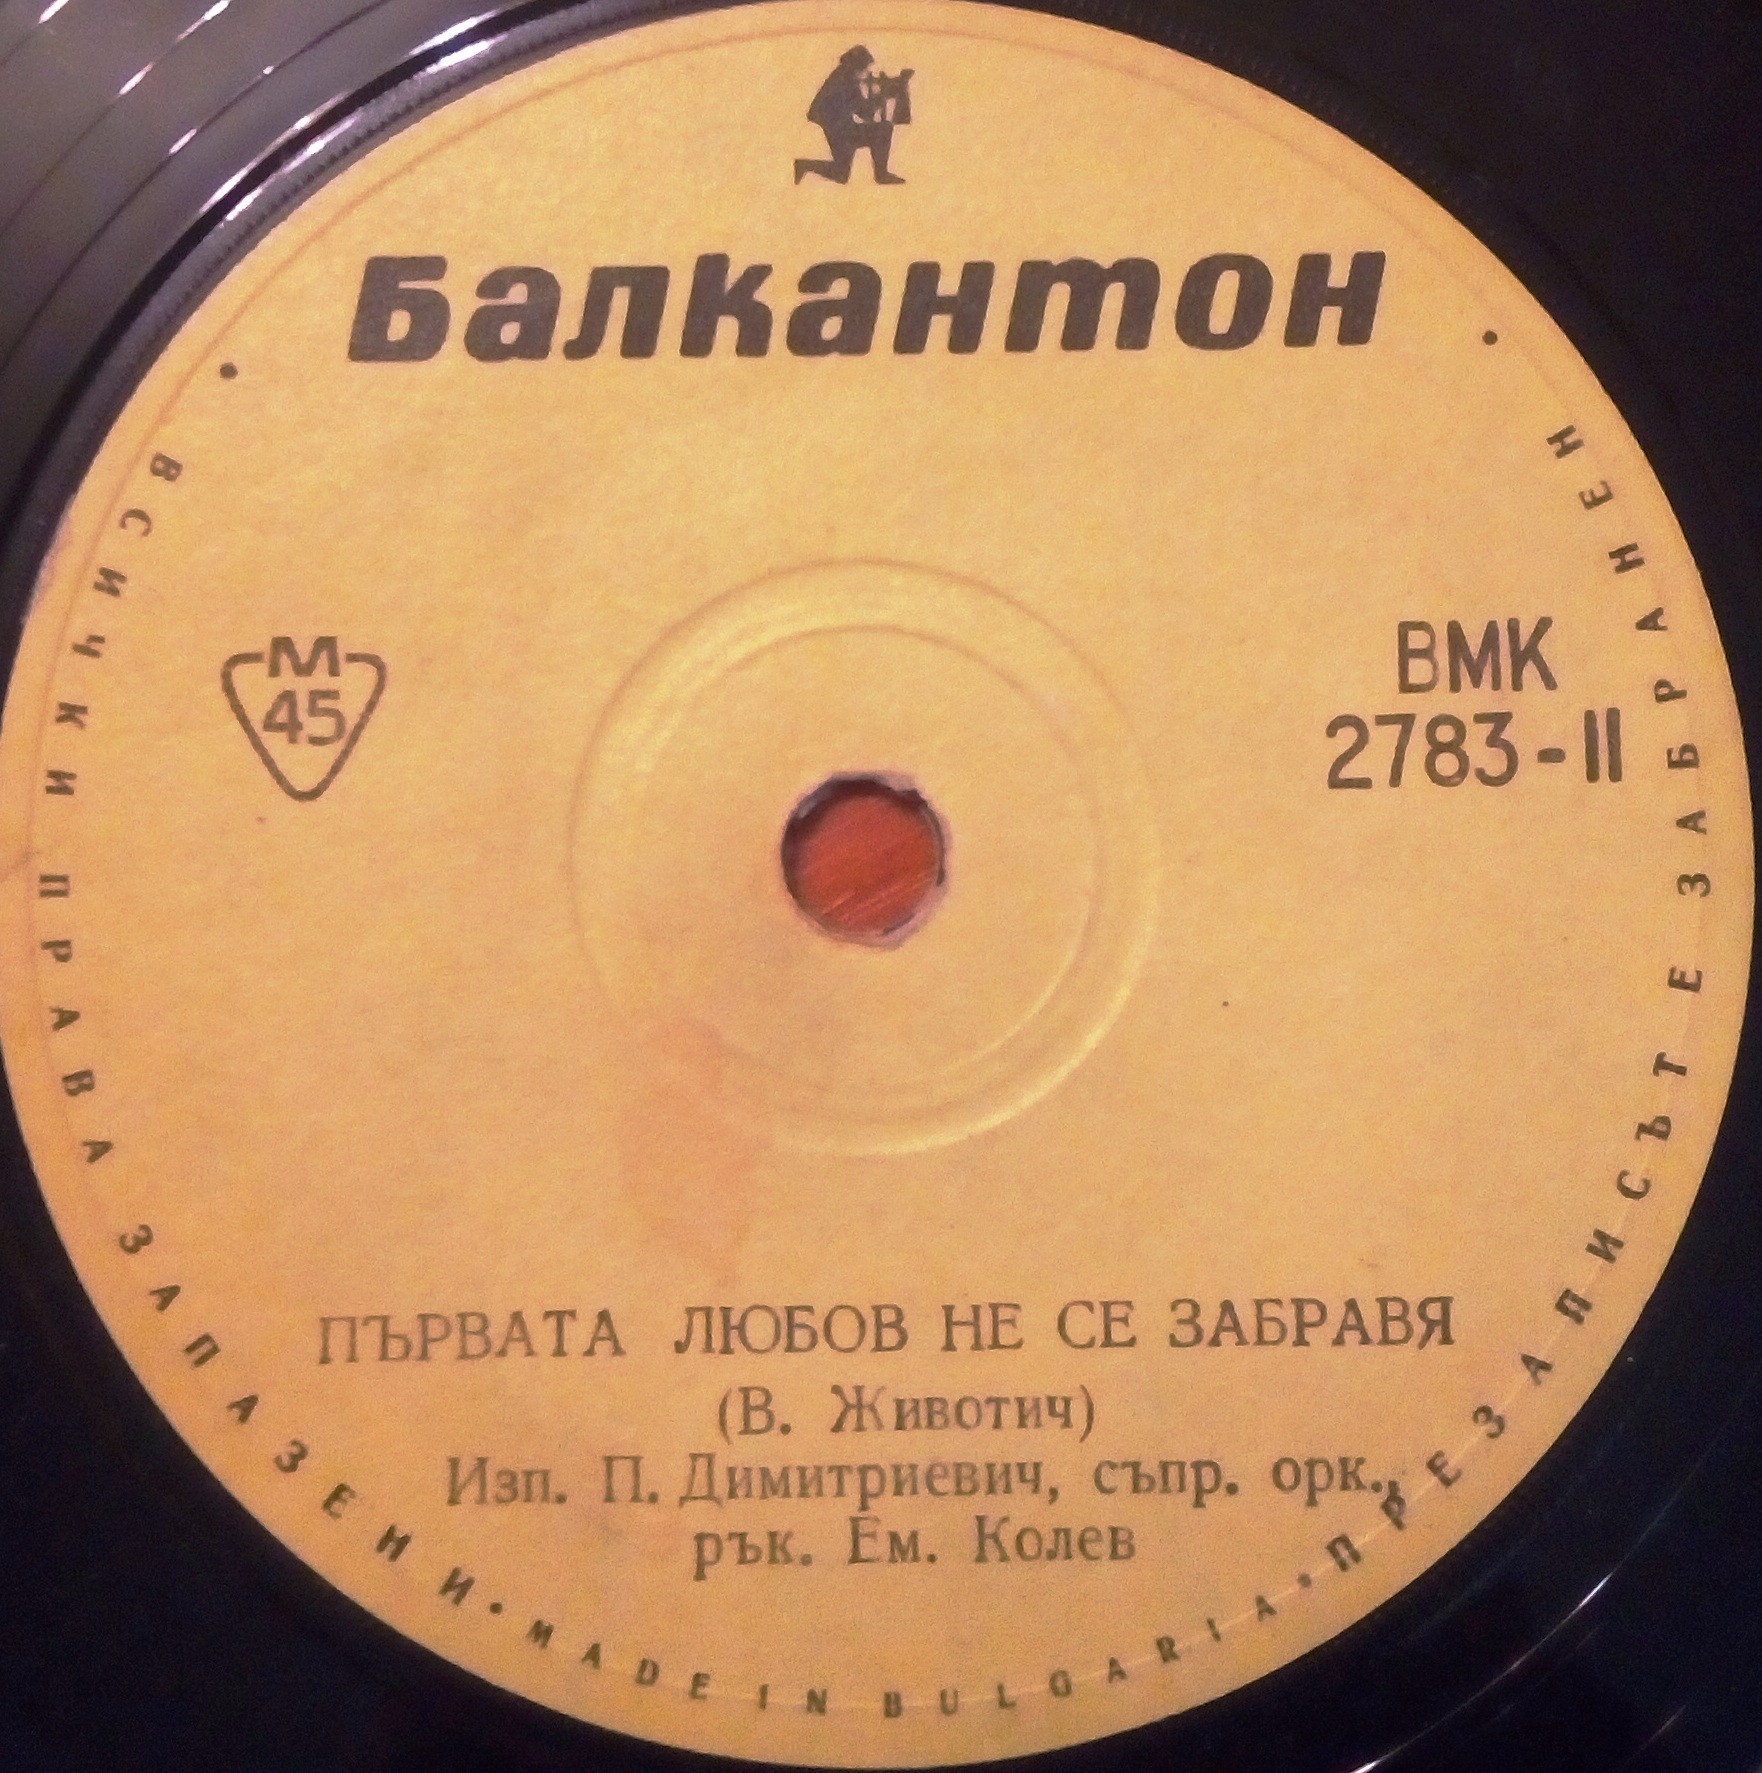 Балкантон
М
45
ВМК
2783-II
ПЪРВАТА ЛЮБОВ НЕ СЕ ЗАБРАВЯ
(В. Животич)
Изп. П. Димитриевич, съпр. орк.,
рък. Ем. Колев
ВСИЧКИ ПРАВА ЗАПАЗЕНИ • MADE IN BULGARIA • ПРЕЗАПИСЪТ Е ЗАБРАНЕН